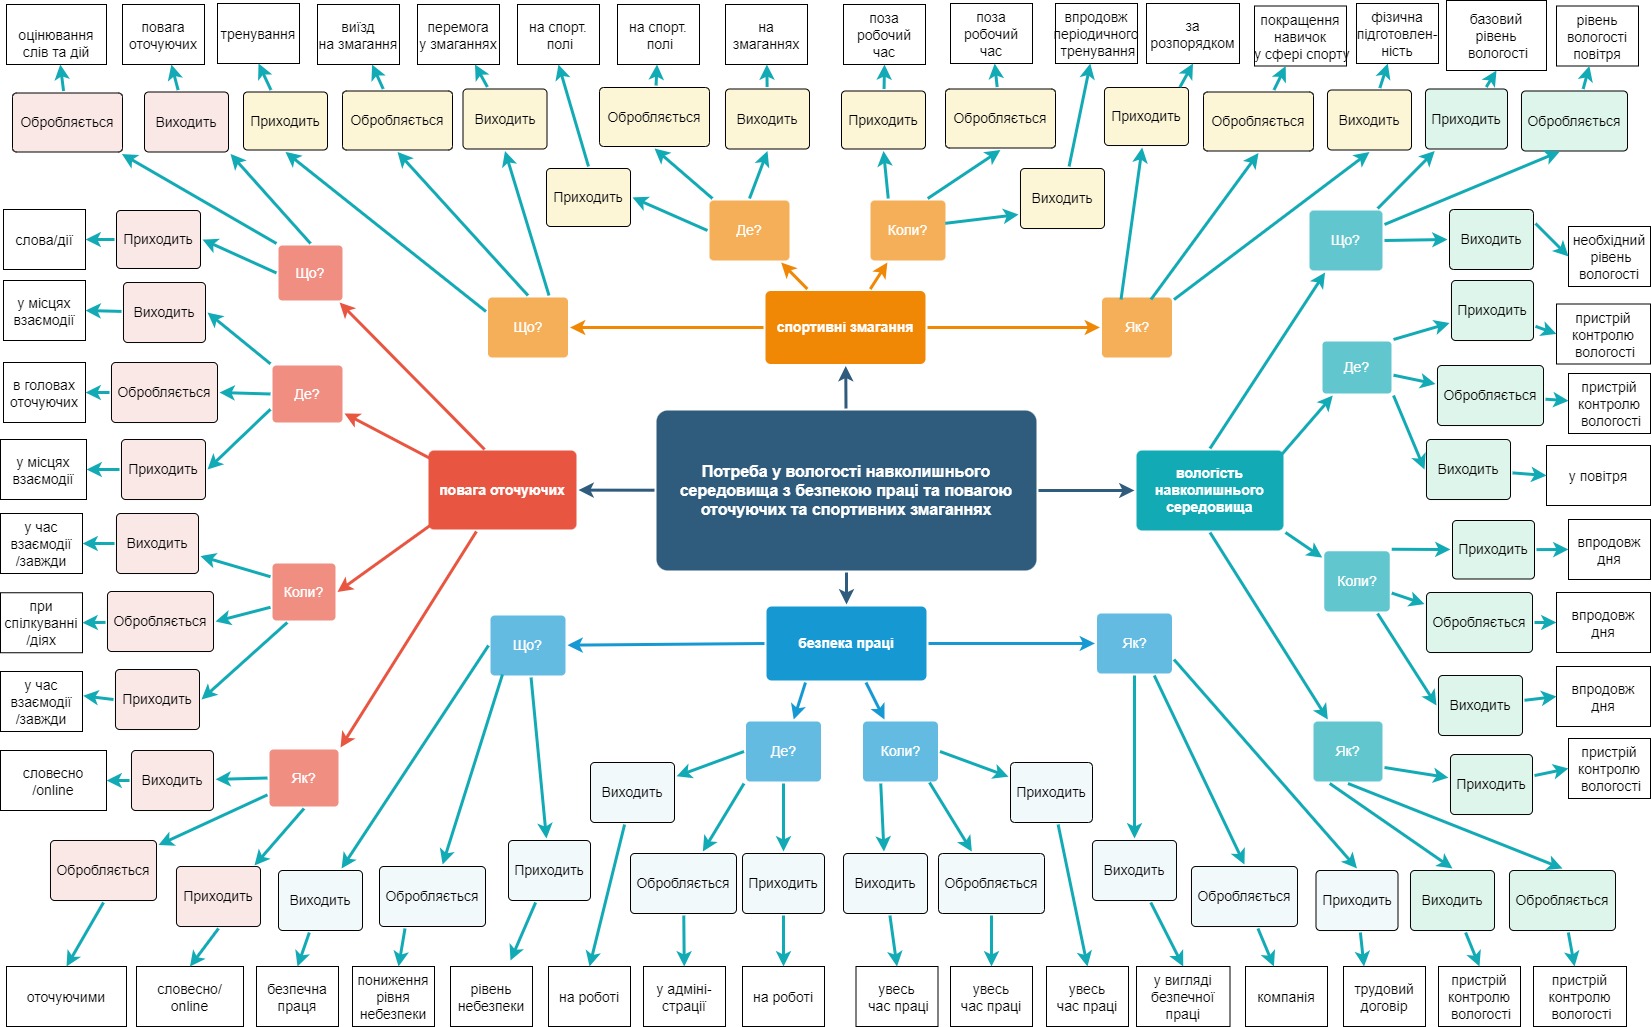 оцінювання
слів та дій
повага
оточуючих
тренування
виїзд
на змагання
перемога
у змаганнях
на спорт.
полі
на спорт.
полі
на
змаганнях
поза
робочий
час
поза
робочий
час
впродовж
періодичного
тренування
за
розпорядком
покращення
навичок
у сфері спорту
фізична
підготовлен-
ність
базовий
рівень
вологості
рівень
вологості
повітря
Обробляється
Виходить
Приходить
Обробляється
Виходить
Обробляється
Виходить
Приходить
Обробляється
Приходить
Обробляється
Виходить
Приходить
Обробляється
Приходить
Виходить
слова/дії
Приходить
Що?
Де?
Коли?
Що?
Виходить
необхідний
рівень
вологості
у місцях
взаємодії
Виходить
Що?
спортивні змагання
Як?
Приходить
пристрій
контролю
вологості
Де?
в головах
оточуючих
Обробляється
Де?
Обробляється
пристрій
контролю
вологості
у місцях
взаємодії
Приходить
повага оточуючих
Потреба у вологості навколишнього
середовища з безпекою праці та повагою
оточуючих та спортивних змаганнях
вологість
навколишнього
середовища
Виходить
у повітря
у час
взаємодії
/завжди
Виходить
Приходить
впродовж
дня
Коли?
Коли?
при
спілкуванні
/діях
Обробляється
Обробляється
впродовж
дня
Що?
безпека праці
Як?
у час
взаємодії
/завжди
Приходить
Виходить
впродовж
дня
Де?
Коли?
Як?
словесно
/online
Виходить
Як?
Приходить
пристрій
контролю
вологості
Виходить
Приходить
Обробляється
Приходить
Виходить
Обробляється
Приходить
Обробляється
Приходить
Виходить
Обробляється
Виходить
Обробляється
Приходить
Виходить
Обробляється
оточуючими
словесно/
online
безпечна
праця
пониження
рівня
небезпеки
рівень
небезпеки
на роботі
у адміні-
страції
на роботі
увесь
час праці
увесь
час праці
увесь
час праці
у вигляді
безпечної
праці
компанія
трудовий
договір
пристрій
контролю
вологості
пристрій
контролю
вологості